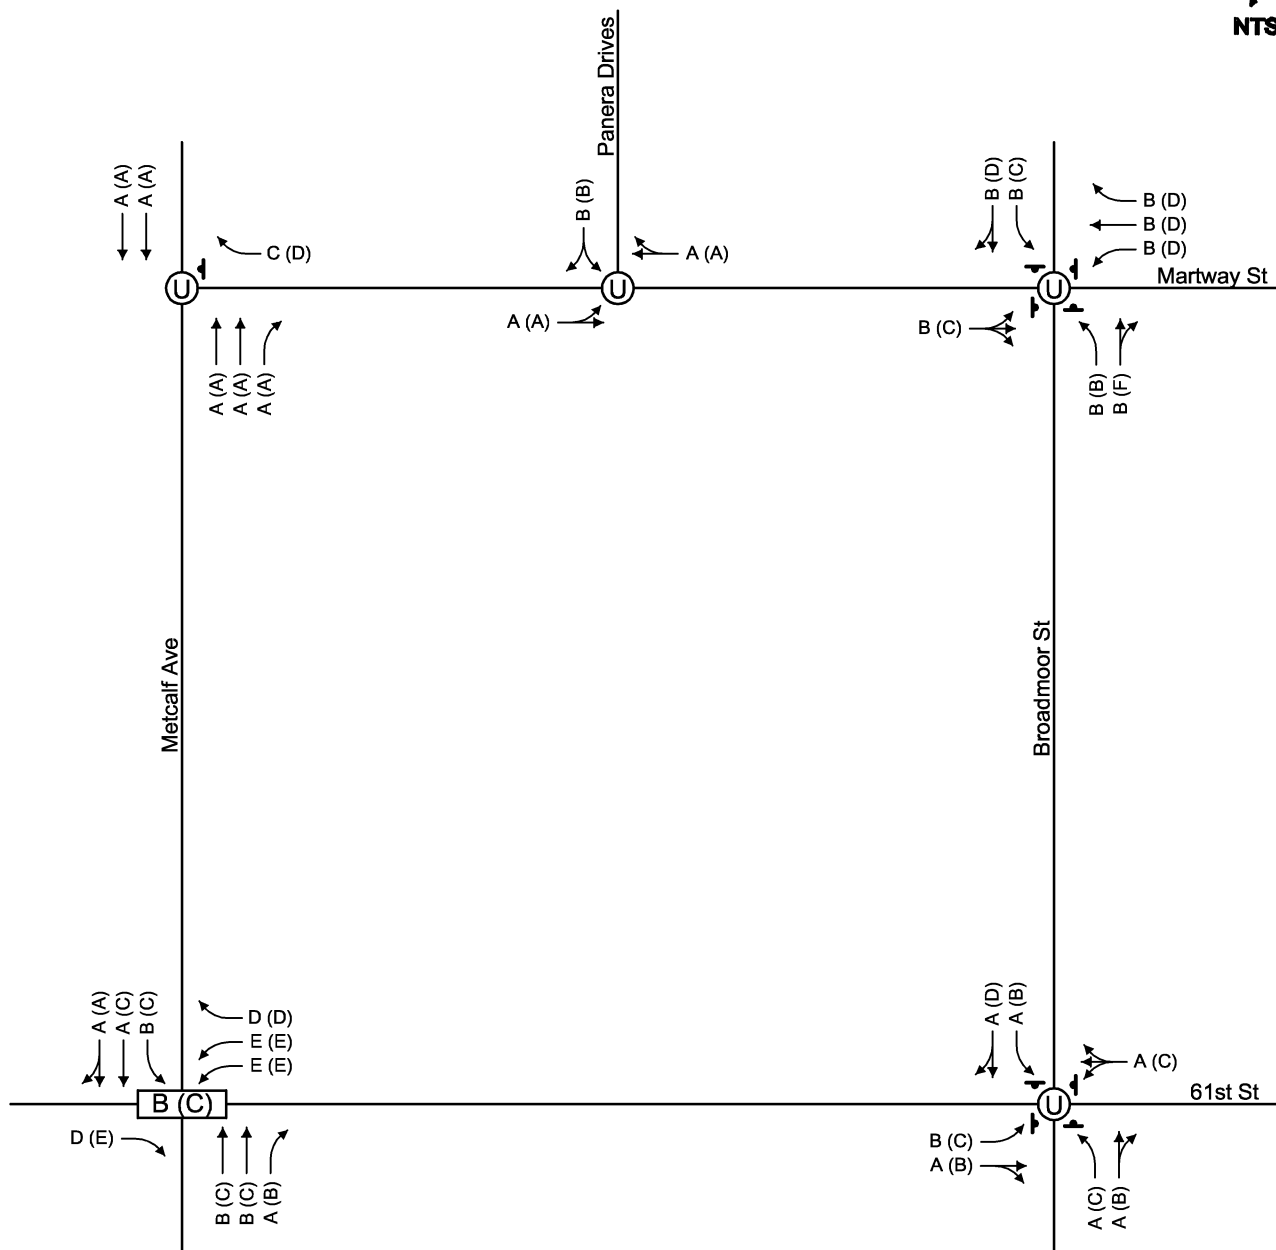 NTS
Panera Drives
A (A)
A (A)
B (B)
B (D)
B (C)
B (D)
B (D)
B (D)
C (D)
A (A)
Martway St
U
U
U
A (A)
B (C)
A (A)
A (A)
A (A)
B (B)
B (F)
Metcalf Ave
Broadmoor St
A (A)
A (C)
B (C)
D (D)
E (E)
E (E)
A (D)
A (B)
A (C)
61st St
B (C)
U
D (E)
B (C)
A (B)
B (C)
B (C)
A (B)
A (C)
A (B)